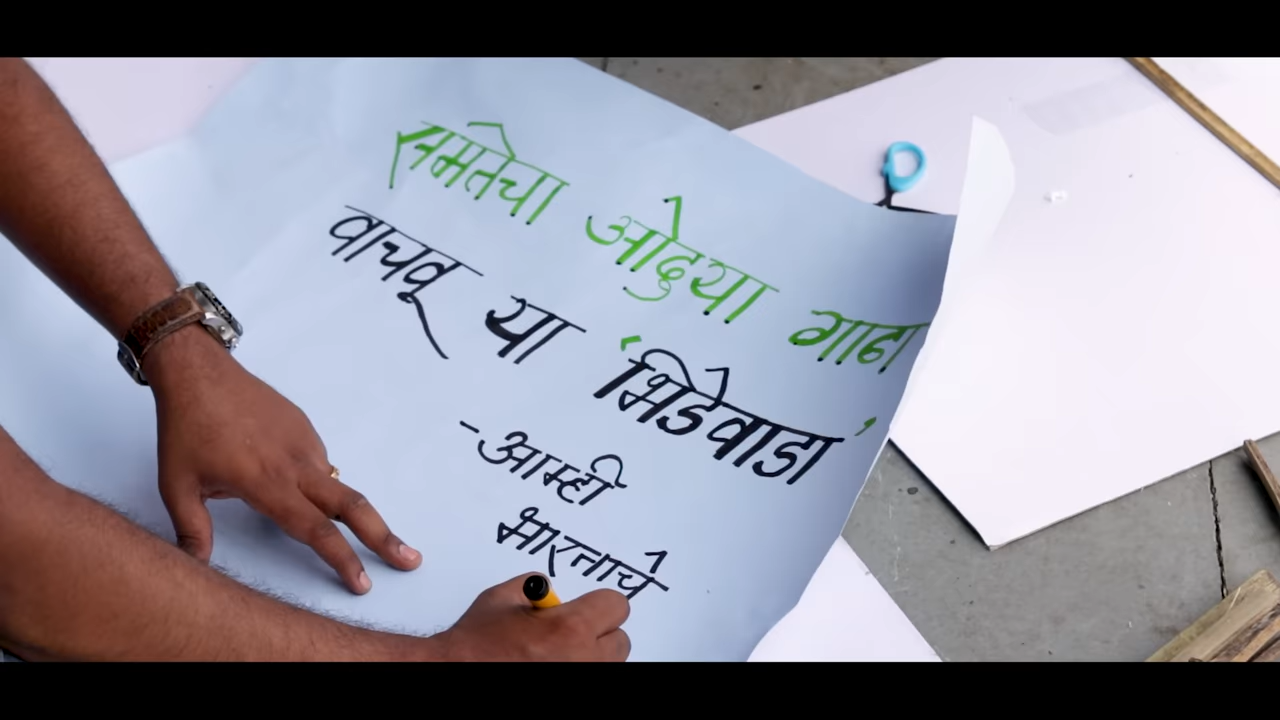 समतेचा ओढुया गाडा
वाचवू या 'भिडेवाडा'
- आम्ही
भारताचे